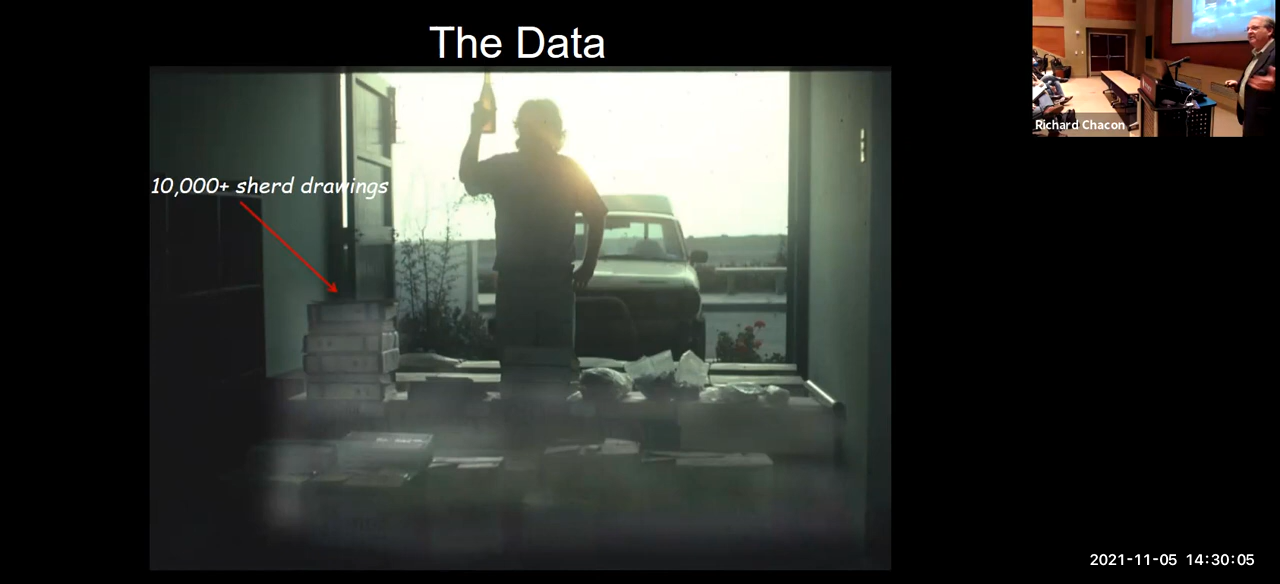 The Data
10,000+ sherd drawings
Richard Chacon
2021-11-05 14:30:05